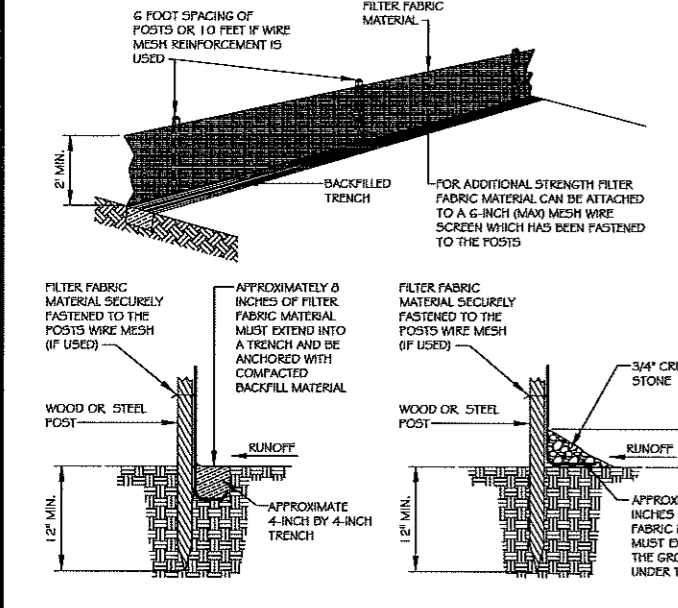 6 FOOT SPACING OF
POSTS OR 10 FEET IF WIRE
MESH REINFORCEMENT IS
USED
FILTER FABRIC
MATERIAL
2' MIN.
BACKFILLED
TRENCH
FOR ADDITIONAL STRENGTH FILTER
FABRIC MATERIAL CAN BE ATTACHED
TO A 6-INCH (MAX) MESH WIRE
SCREEN WHICH HAS BEEN FASTENED
TO THE POSTS
FILTER FABRIC
MATERIAL SECURELY
FASTENED TO THE
POSTS WIRE MESH
(IF USED)
APPROXIMATELY 8
INCHES OF FILTER
FABRIC MATERIAL
MUST EXTEND INTO
A TRENCH AND BE
ANCHORED WITH
COMPACTED
BACKFILL MATERIAL
WOOD OR STEEL
POST
RUNOFF
12" MIN.
APPROXIMATE
4-INCH BY 4-INCH
TRENCH
FILTER FABRIC
MATERIAL SECURELY
FASTENED TO THE
POSTS WIRE MESH
(IF USED)
3/4"
STONE
WOOD OR STEEL
POST
RUNOFF
12" MIN.
INCHES
FABRIC
MUST
THE
UNDER